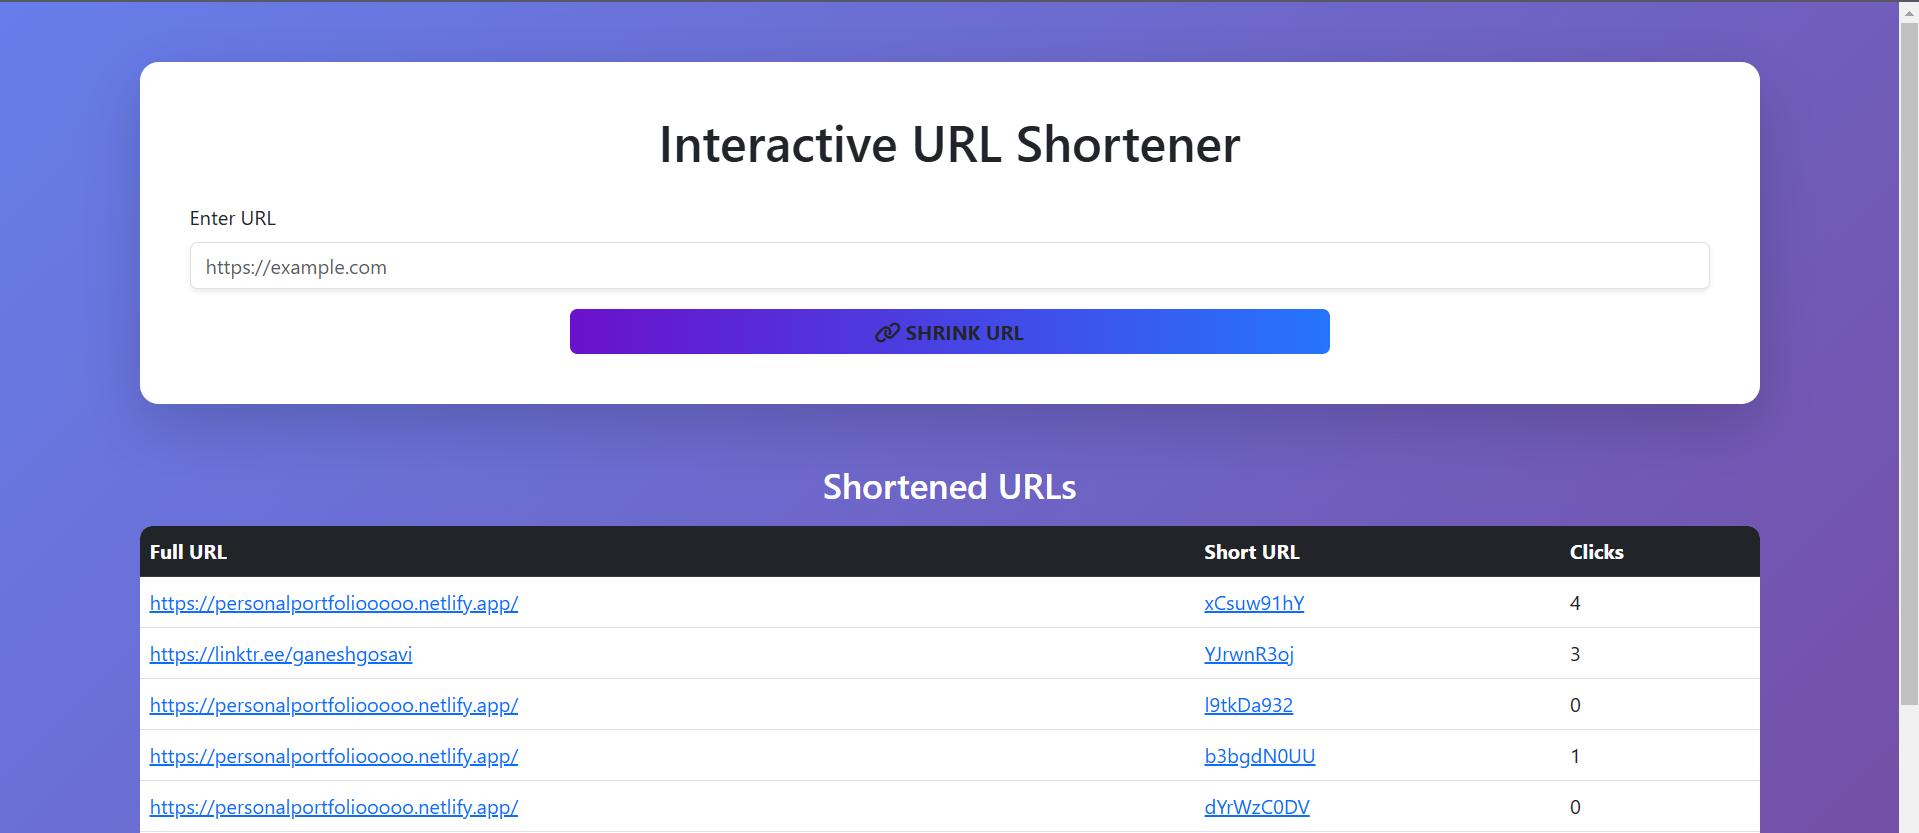 Interactive URL Shortener
Enter URL
https://example.com
SHRINK URL
Shortened URLs
Full URL Short URL Clicks
https://personalportfoliooooo.netlify.app/ xCsuw91hY 4
https://linktr.ee/ganeshgosavi YJrwnR3oj 3
https://personalportfoliooooo.netlify.app/ l9tkDa932 0
https://personalportfoliooooo.netlify.app/ b3bgdN0UU 1
https://personalportfoliooooo.netlify.app/ dYrWzC0DV 0